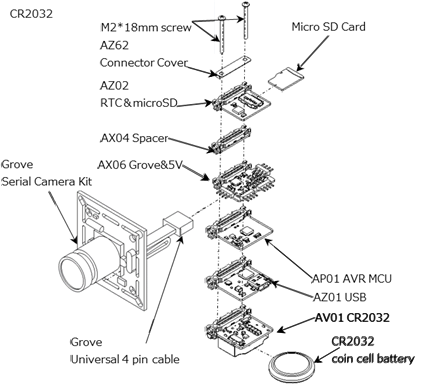 CR2032
M2*18mm screw
AZ62
Connector Cover
Micro SD Card
AZ02
RTC&microSD
AX04 Spacer
AX06 Grove&5V
Grove
Serial Camera Kit
AP01 AVR MCU
AZ01 USB
AV01 CR2032
Grove
Universal 4 pin cable
CR2032
coin cell battery